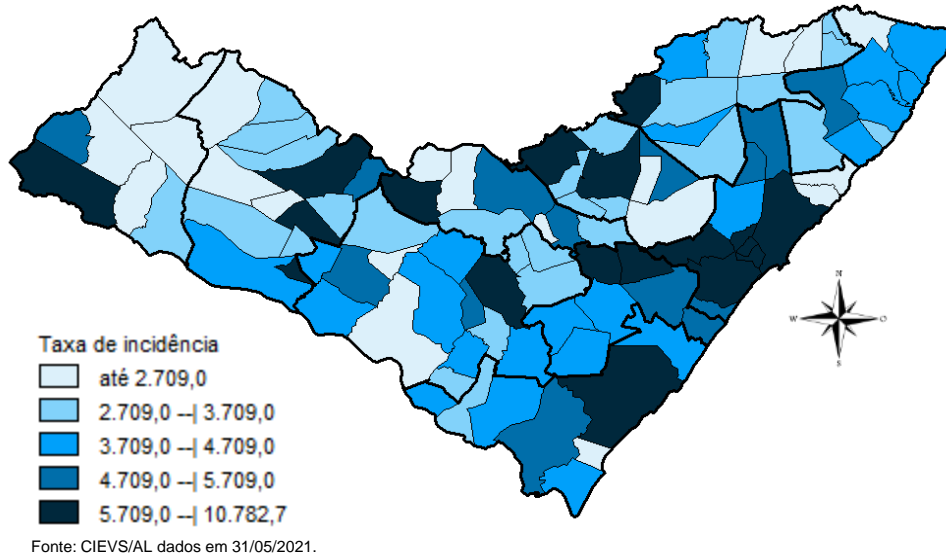 N
W O
S
Taxa de incidência
até 2.709,0
2.709,0 --| 3.709,0
3.709,0 --| 4.709,0
4.709,0 --| 5.709,0
5.709,0 --| 10.782,7
Fonte: CIEVS/AL dados em 31/05/2021.